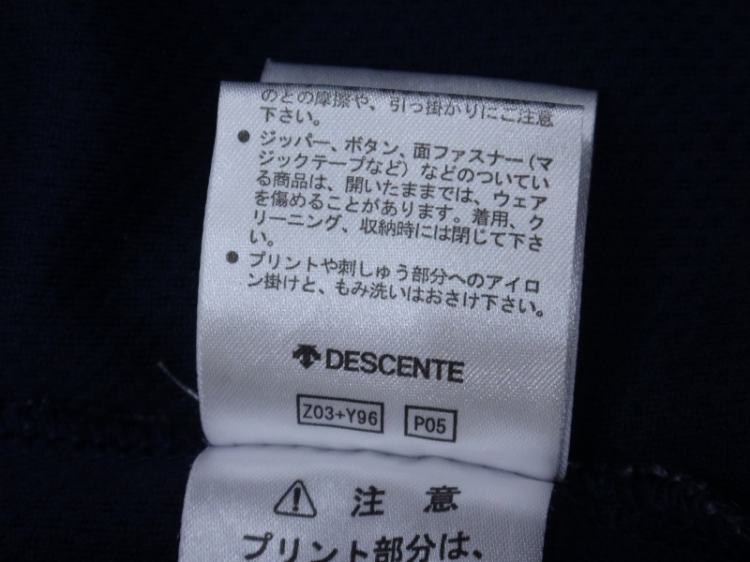 のとの摩擦や、引っ掛かりにご注意
下さい。
● ジッパー、ボタン、面ファスナー（マ
ジックテープなど）などのついてい
る商品は、開いたままでは、ウェア
を傷めることがあります。着用、ク
リーニング、収納時には閉じて下さ
い。
● プリントや刺しゅう部分へのアイロ
ン掛けと、もみ洗いはおさけ下さい。
DESCENTE
Z03+Y96 P05
注 意
プリント部分は、